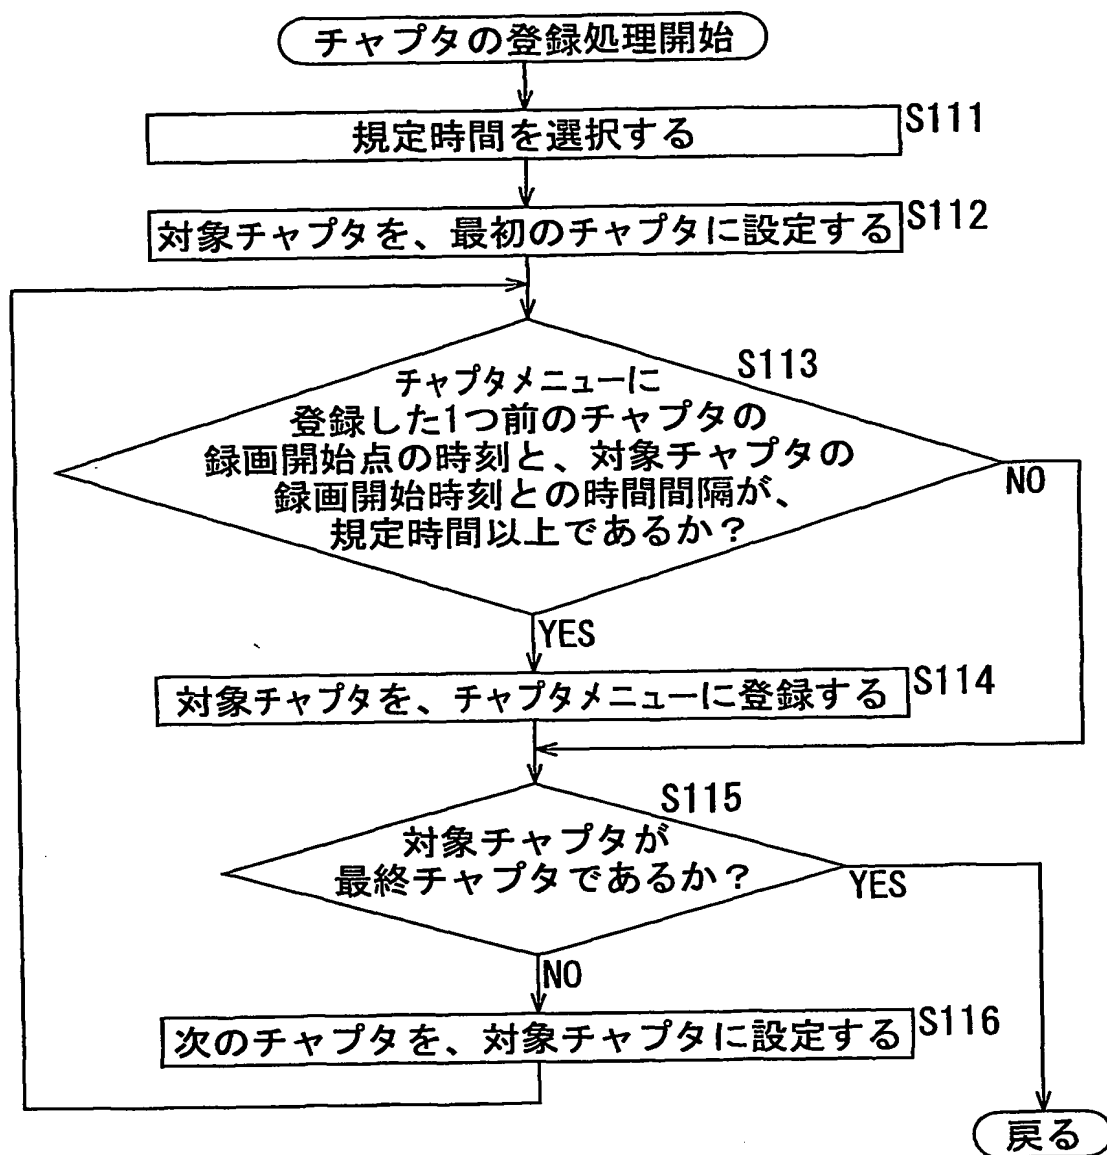 チャプタの登録処理開始
規定時間を選択する
S111
対象チャプタを、最初のチャプタに設定する
S112
S113
チャプタメニューに
登録した1つ前のチャプタの
録画開始点の時刻と、対象チャプタの
録画開始時刻との時間間隔が、
規定時間以上であるか？
NO
YES
対象チャプタを、チャプタメニューに登録する
S114
S115
対象チャプタが
最終チャプタであるか？
YES
NO
次のチャプタを、対象チャプタに設定する
S116
戻る